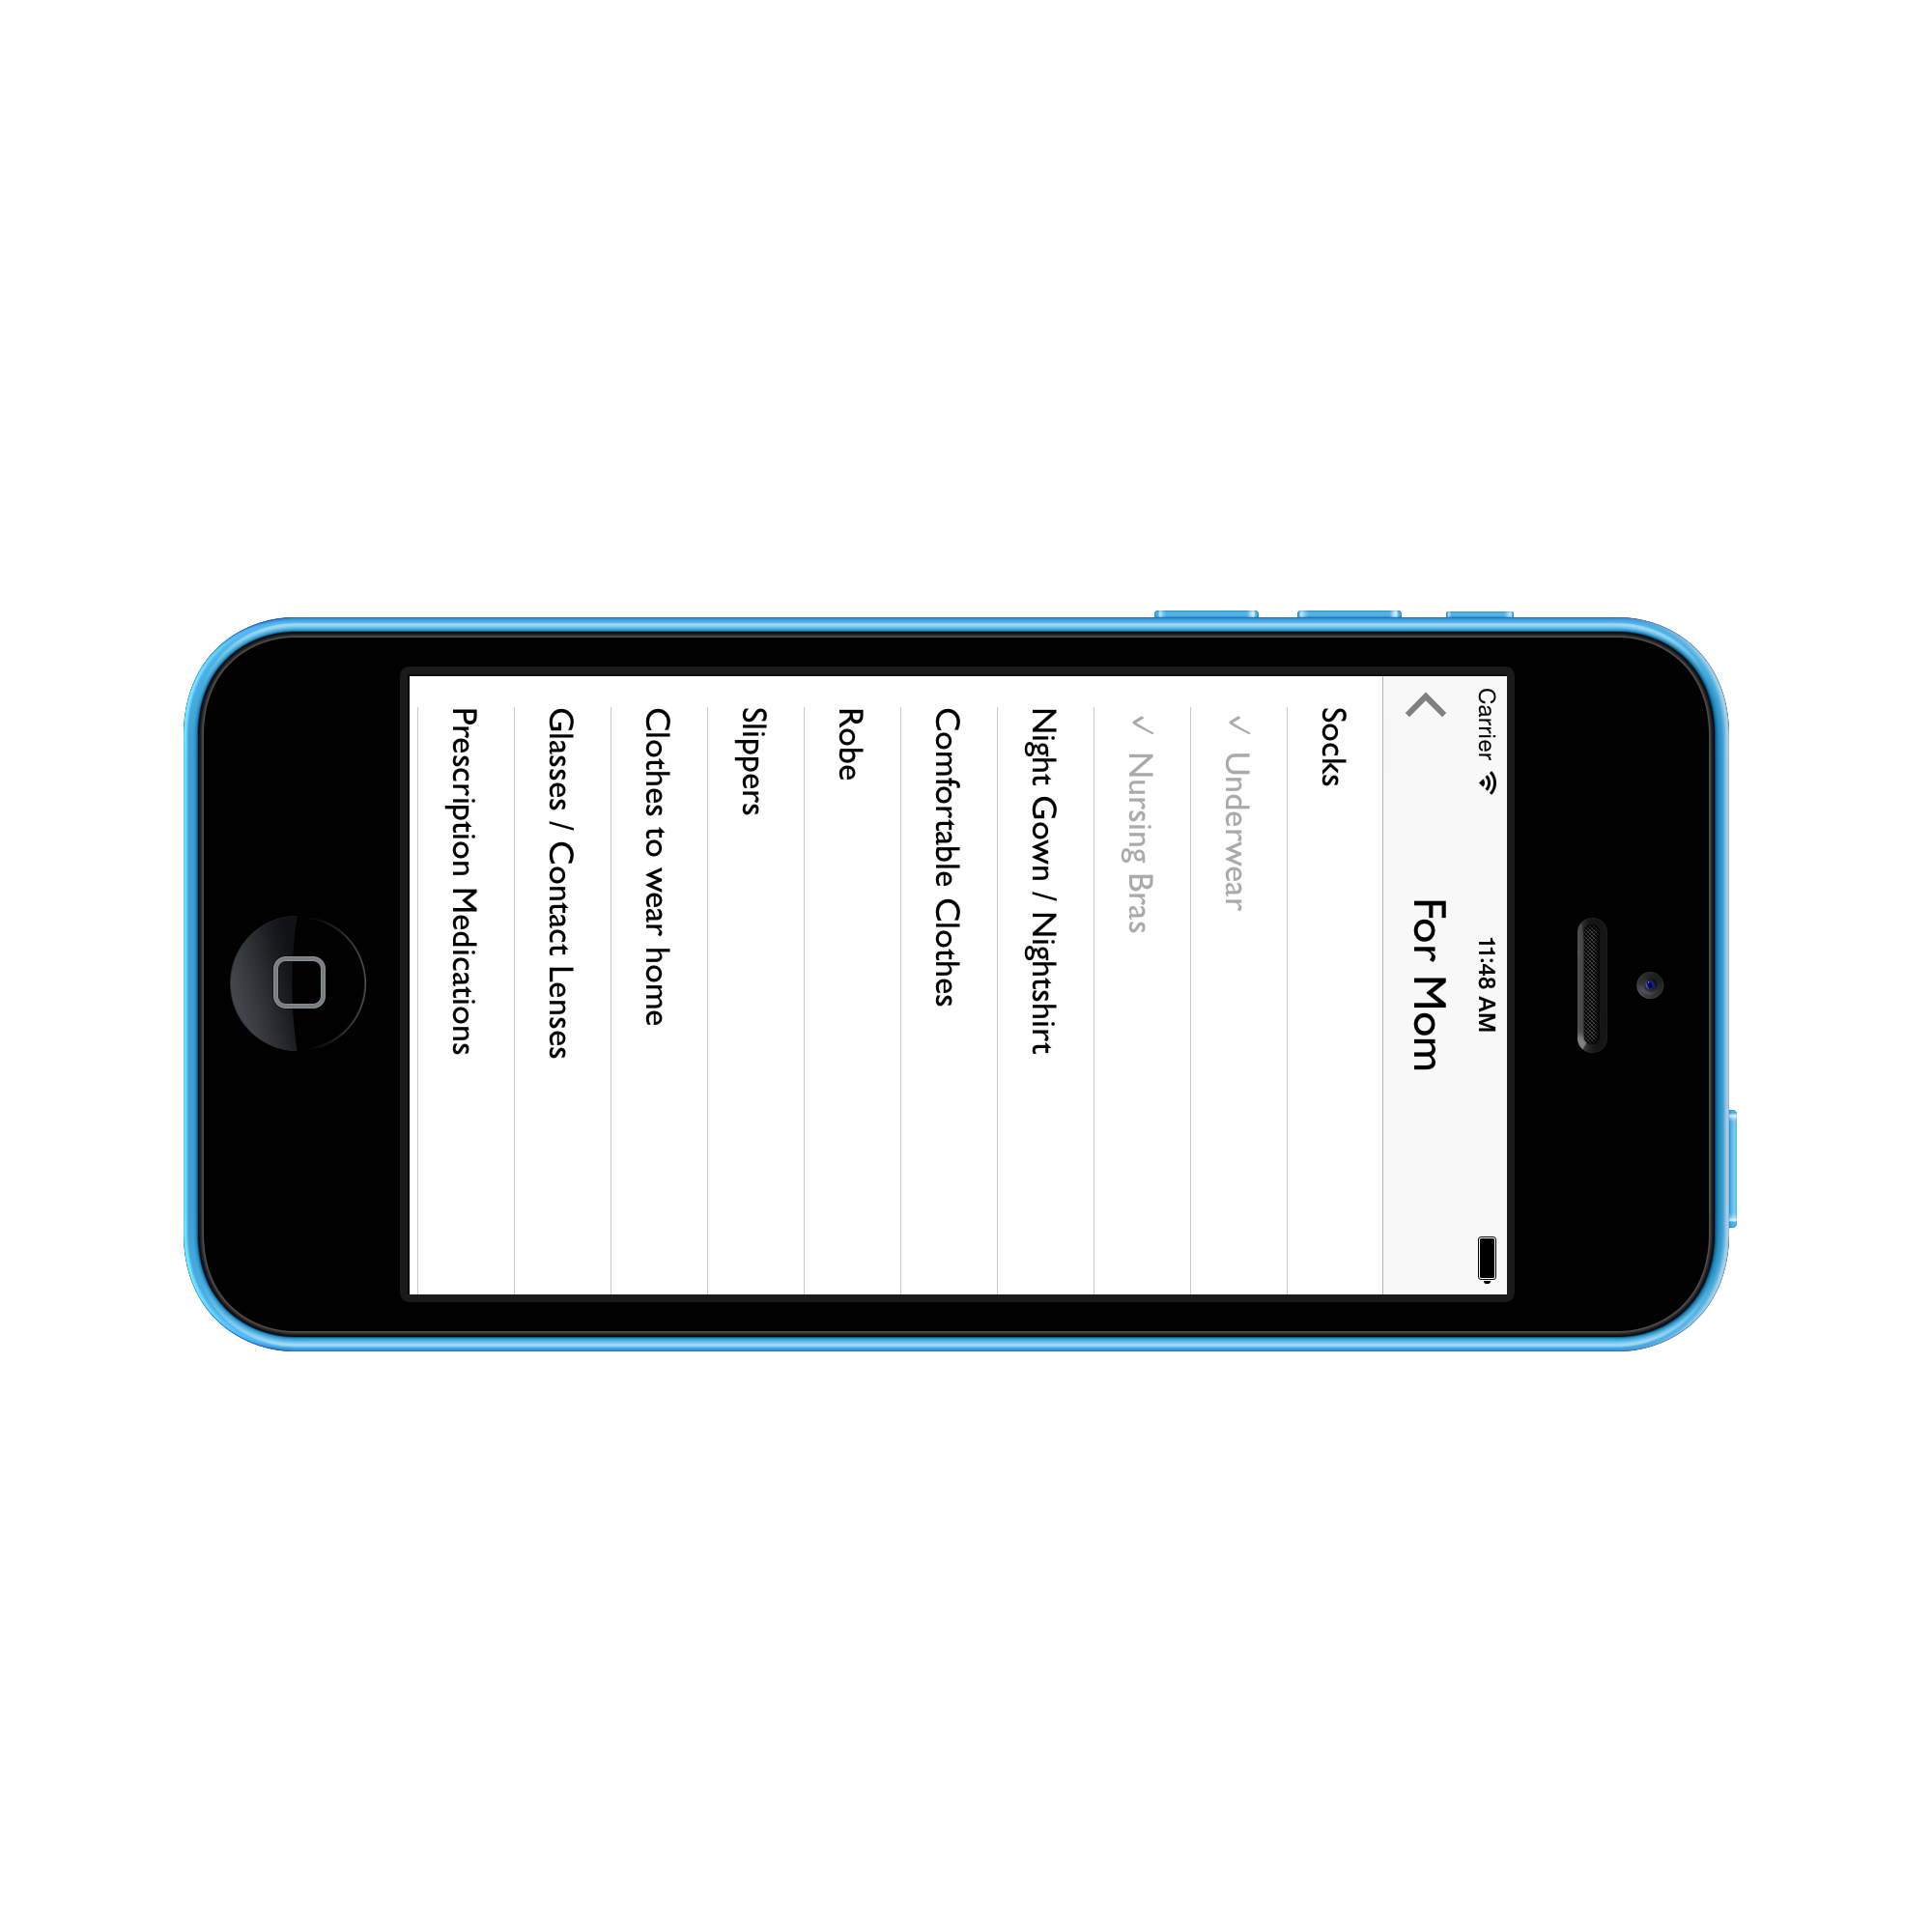 Carrier 11:48 AM
For Mom
Socks
✓ Underwear
✓ Nursing Bras
Night Gown / Nightshirt
Comfortable Clothes
Robe
Slippers
Clothes to wear home
Glasses / Contact Lenses
Prescription Medications